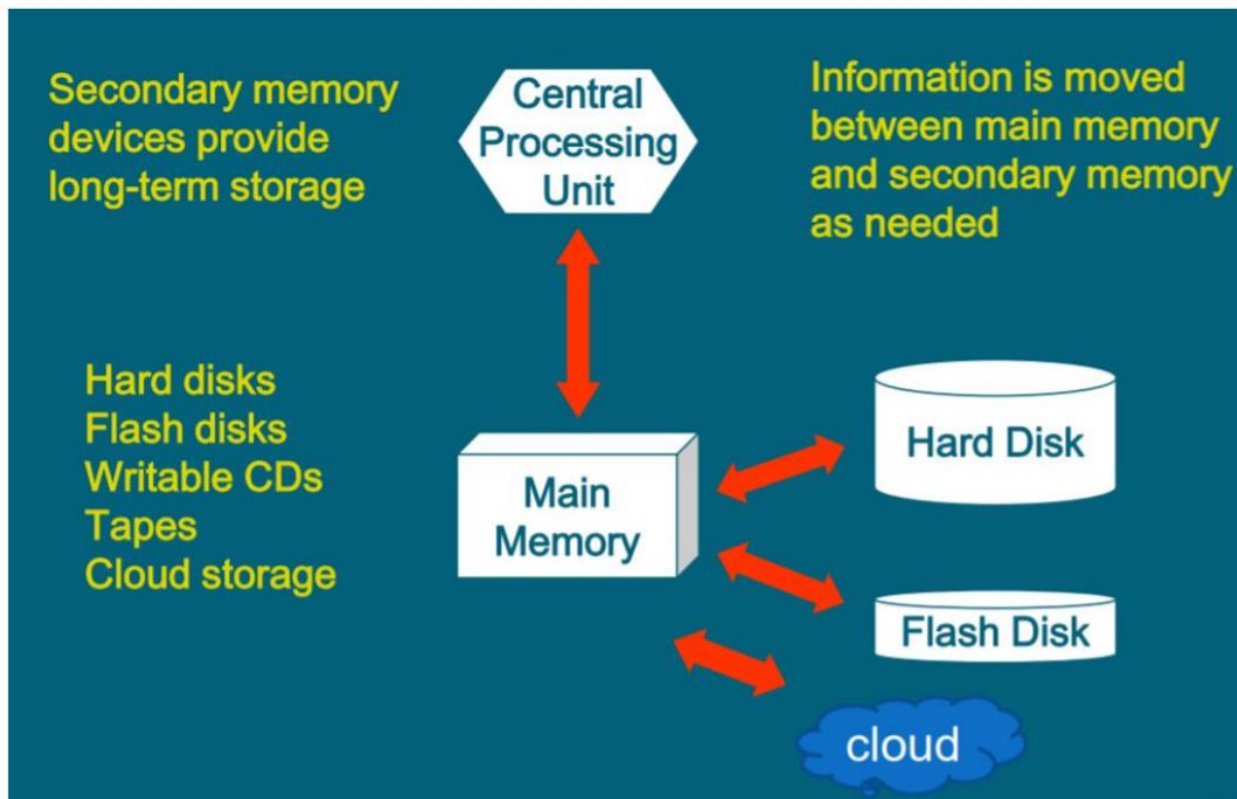 Secondary memory
devices provide
long-term storage
Central
Processing
Unit
Information is moved
between main memory
and secondary memory
as needed
Hard disks
Flash disks
Writable CDs
Tapes
Cloud storage
Main
Memory
Hard Disk
Flash Disk
cloud